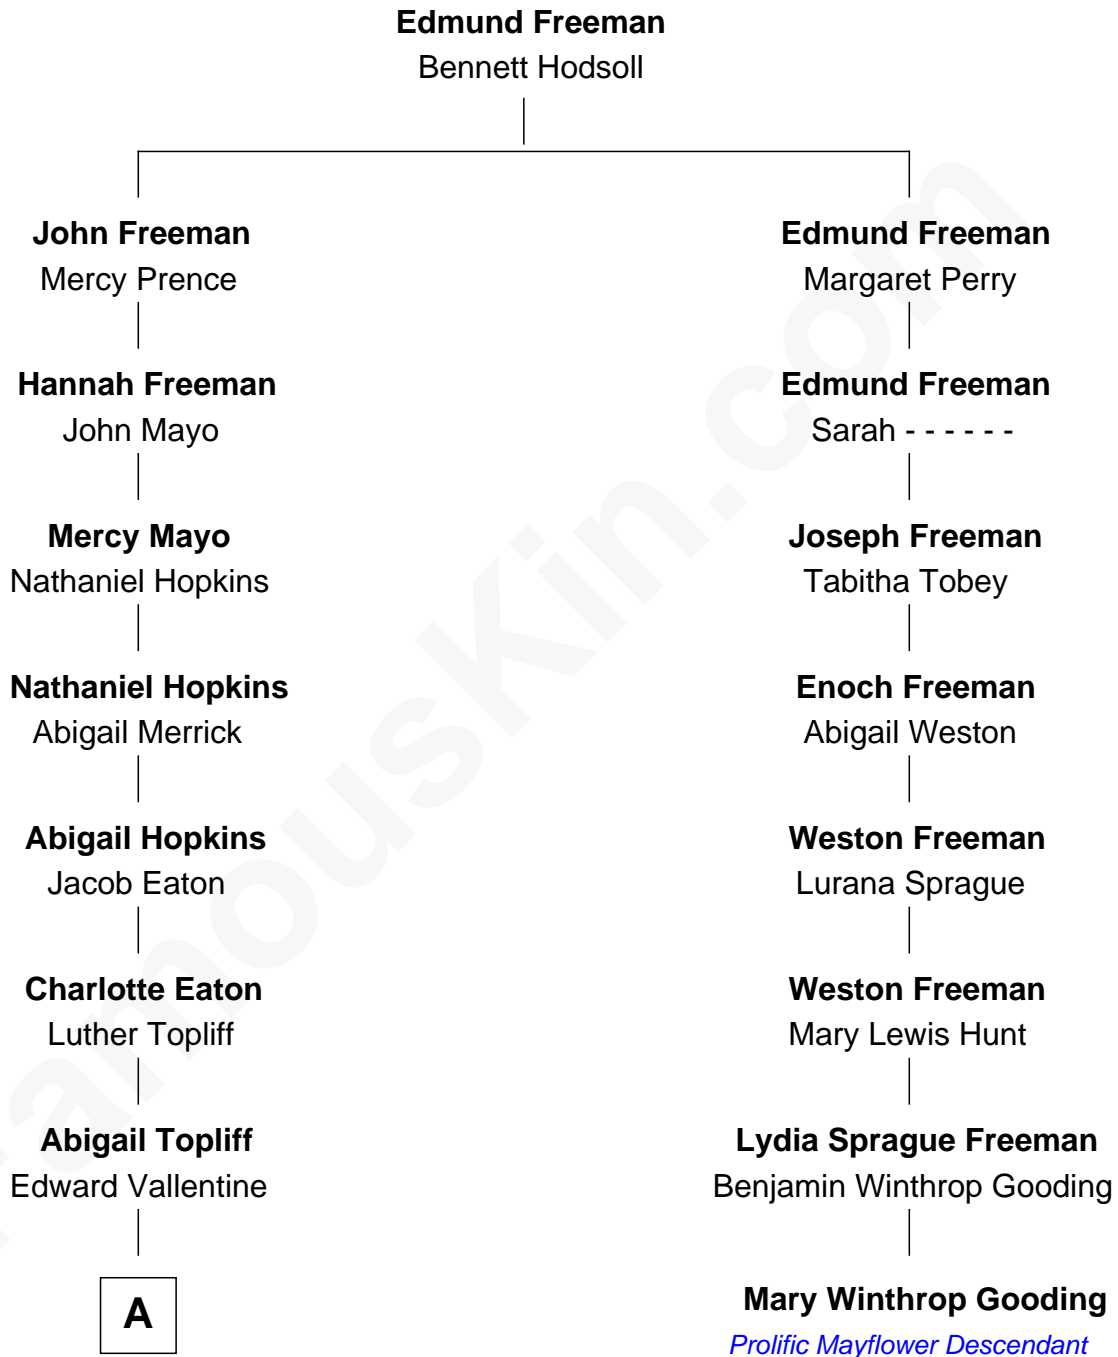 Edmund Freeman
Bennett Hodsoll
John Freeman
Mercy Prence
Edmund Freeman
Margaret Perry
Hannah Freeman
John Mayo
Edmund Freeman
Sarah - - - - - -
Mercy Mayo
Nathaniel Hopkins
Joseph Freeman
Tabitha Tobey
Nathaniel Hopkins
Abigail Merrick
Enoch Freeman
Abigail Weston
Abigail Hopkins
Jacob Eaton
Weston Freeman
Lurana Sprague
Charlotte Eaton
Luther Topliff
Weston Freeman
Mary Lewis Hunt
Abigail Topliff
Edward Vallentine
Lydia Sprague Freeman
Benjamin Winthrop Gooding
A
Mary Winthrop Gooding
Prolific Mayflower Descendant
FamousKin.com